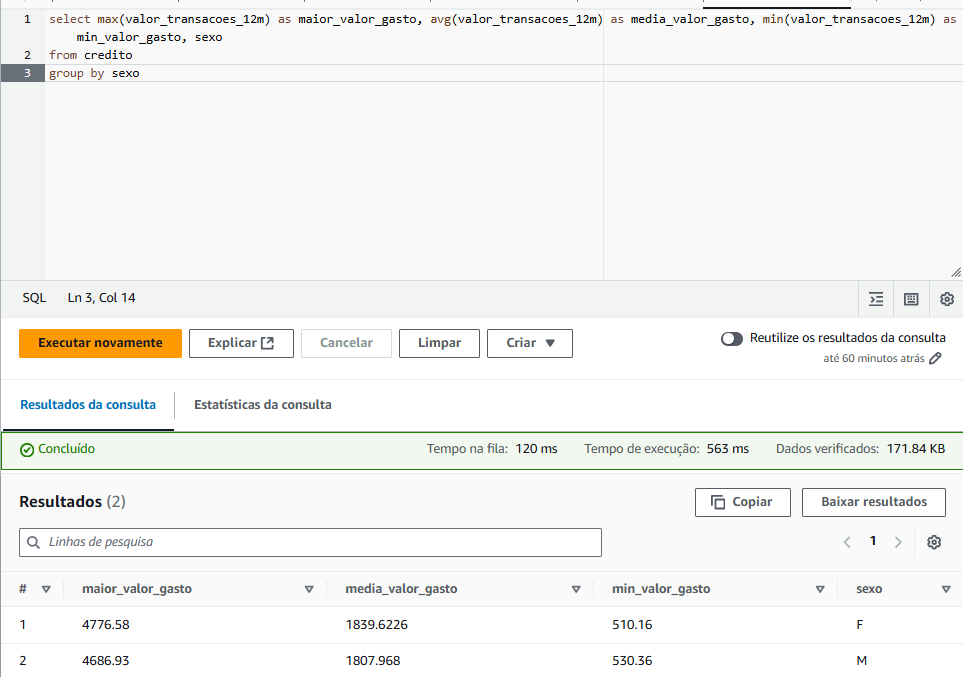 1 select max(valor_transacoes_12m) as maior_valor_gasto, avg(valor_transacoes_12m) as media_valor_gasto, min(valor_transacoes_12m) as
min_valor_gasto, sexo
2 from credito
3 group by sexo
SQL Ln 3, Col 14
Executar novamente Explicar Cancelar Limpar Criar Reutilize os resultados da consulta
até 60 minutos atrás
Resultados da consulta Estatísticas da consulta
Concluído Tempo na fila: 120 ms Tempo de execução: 563 ms Dados verificados: 171.84 KB
Resultados (2) Copiar Baixar resultados
Linhas de pesquisa 1
# maior_valor_gasto media_valor_gasto min_valor_gasto sexo
1 4776.58 1839.6226 510.16 F
2 4686.93 1807.968 530.36 M